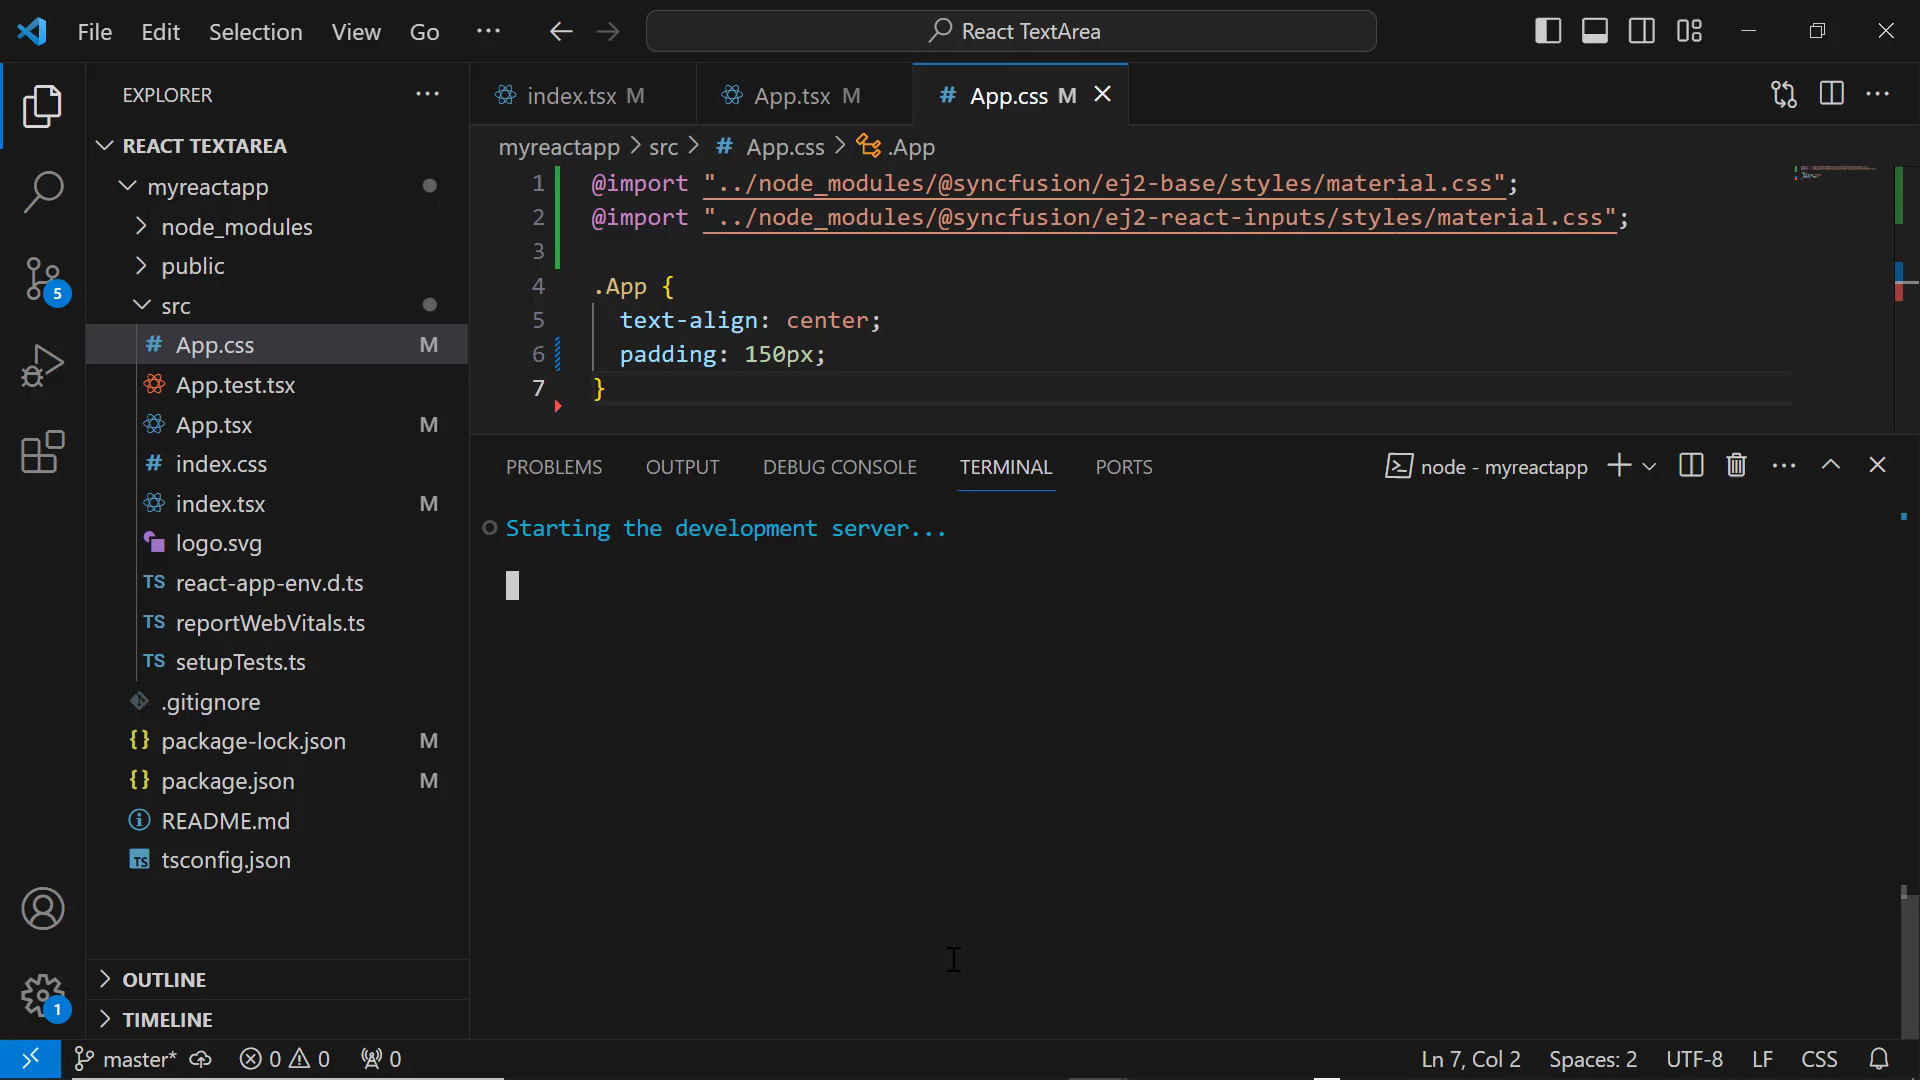 File Edit Selection View Go ··· React TextArea
EXPLORER ···
REACT TEXTAREA
myreactapp
node_modules
public
src
# App.css M
App.test.tsx
App.tsx M
# index.css
index.tsx M
logo.svg
TS react-app-env.d.ts
TS reportWebVitals.ts
TS setupTests.ts
.gitignore
{} package-lock.json M
{} package.json M
README.md
TS tsconfig.json
OUTLINE
TIMELINE
5
1
index.tsx M App.tsx M # App.css M
myreactapp > src > # App.css > .App
1 @import "../node_modules/@syncfusion/ej2-base/styles/material.css";
2 @import "../node_modules/@syncfusion/ej2-react-inputs/styles/material.css";
3
4 .App {
5 text-align: center;
6 padding: 150px;
7 }
PROBLEMS OUTPUT DEBUG CONSOLE TERMINAL PORTS node - myreactapp
Starting the development server...
master* 0 0 0 Ln 7, Col 2 Spaces: 2 UTF-8 LF CSS